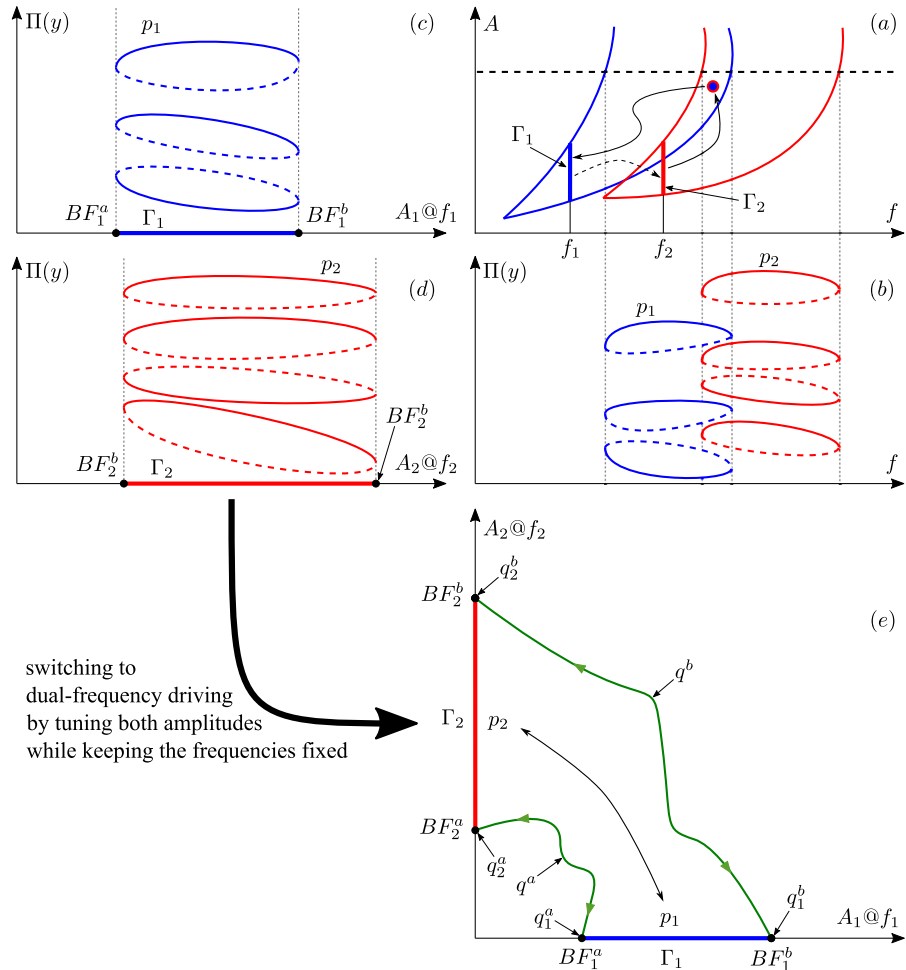 Π(y)
p₁
(c)
BF₁ᵃ
Γ₁
BF₁ᵇ
A₁@f₁
A
(a)
Γ₁
Γ₂
f₁
f₂
f
Π(y)
p₂
(d)
BF₂ᵇ
BF₂ᵇ
Γ₂
A₂@f₂
Π(y)
p₂
(b)
p₁
f
switching to
dual-frequency driving
by tuning both amplitudes
while keeping the frequencies fixed
A₂@f₂
q₂ᵇ
BF₂ᵇ
(e)
qᵇ
Γ₂
p₂
BF₂ᵃ
q₂ᵃ
qᵃ
q₁ᵃ
p₁
q₁ᵇ
A₁@f₁
BF₁ᵃ
Γ₁
BF₁ᵇ